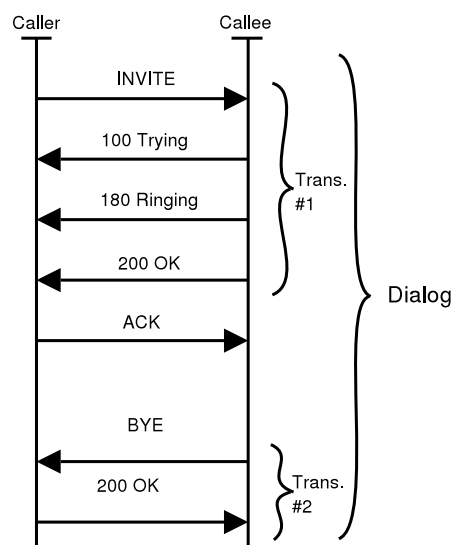 Caller Callee
INVITE
100 Trying
180 Ringing
Trans.
#1
200 OK
Dialog
ACK
BYE
200 OK
Trans.
#2